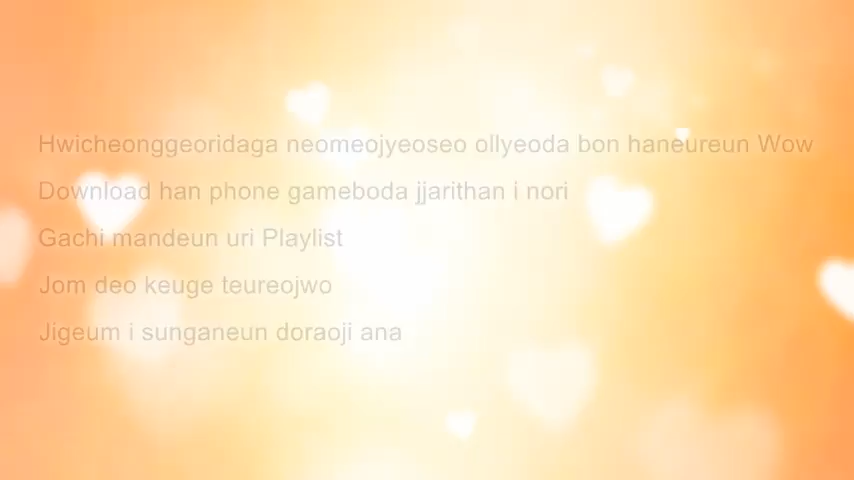 Hwicheonggeoridaga neomeojyeoseo ollyeoda bon haneureun Wow
Download han phone gameboda jjarithan i nori
Gachi mandeun uri Playlist
Jom deo keuge teureojwo
Jigeum i sunganeun doraoji ana